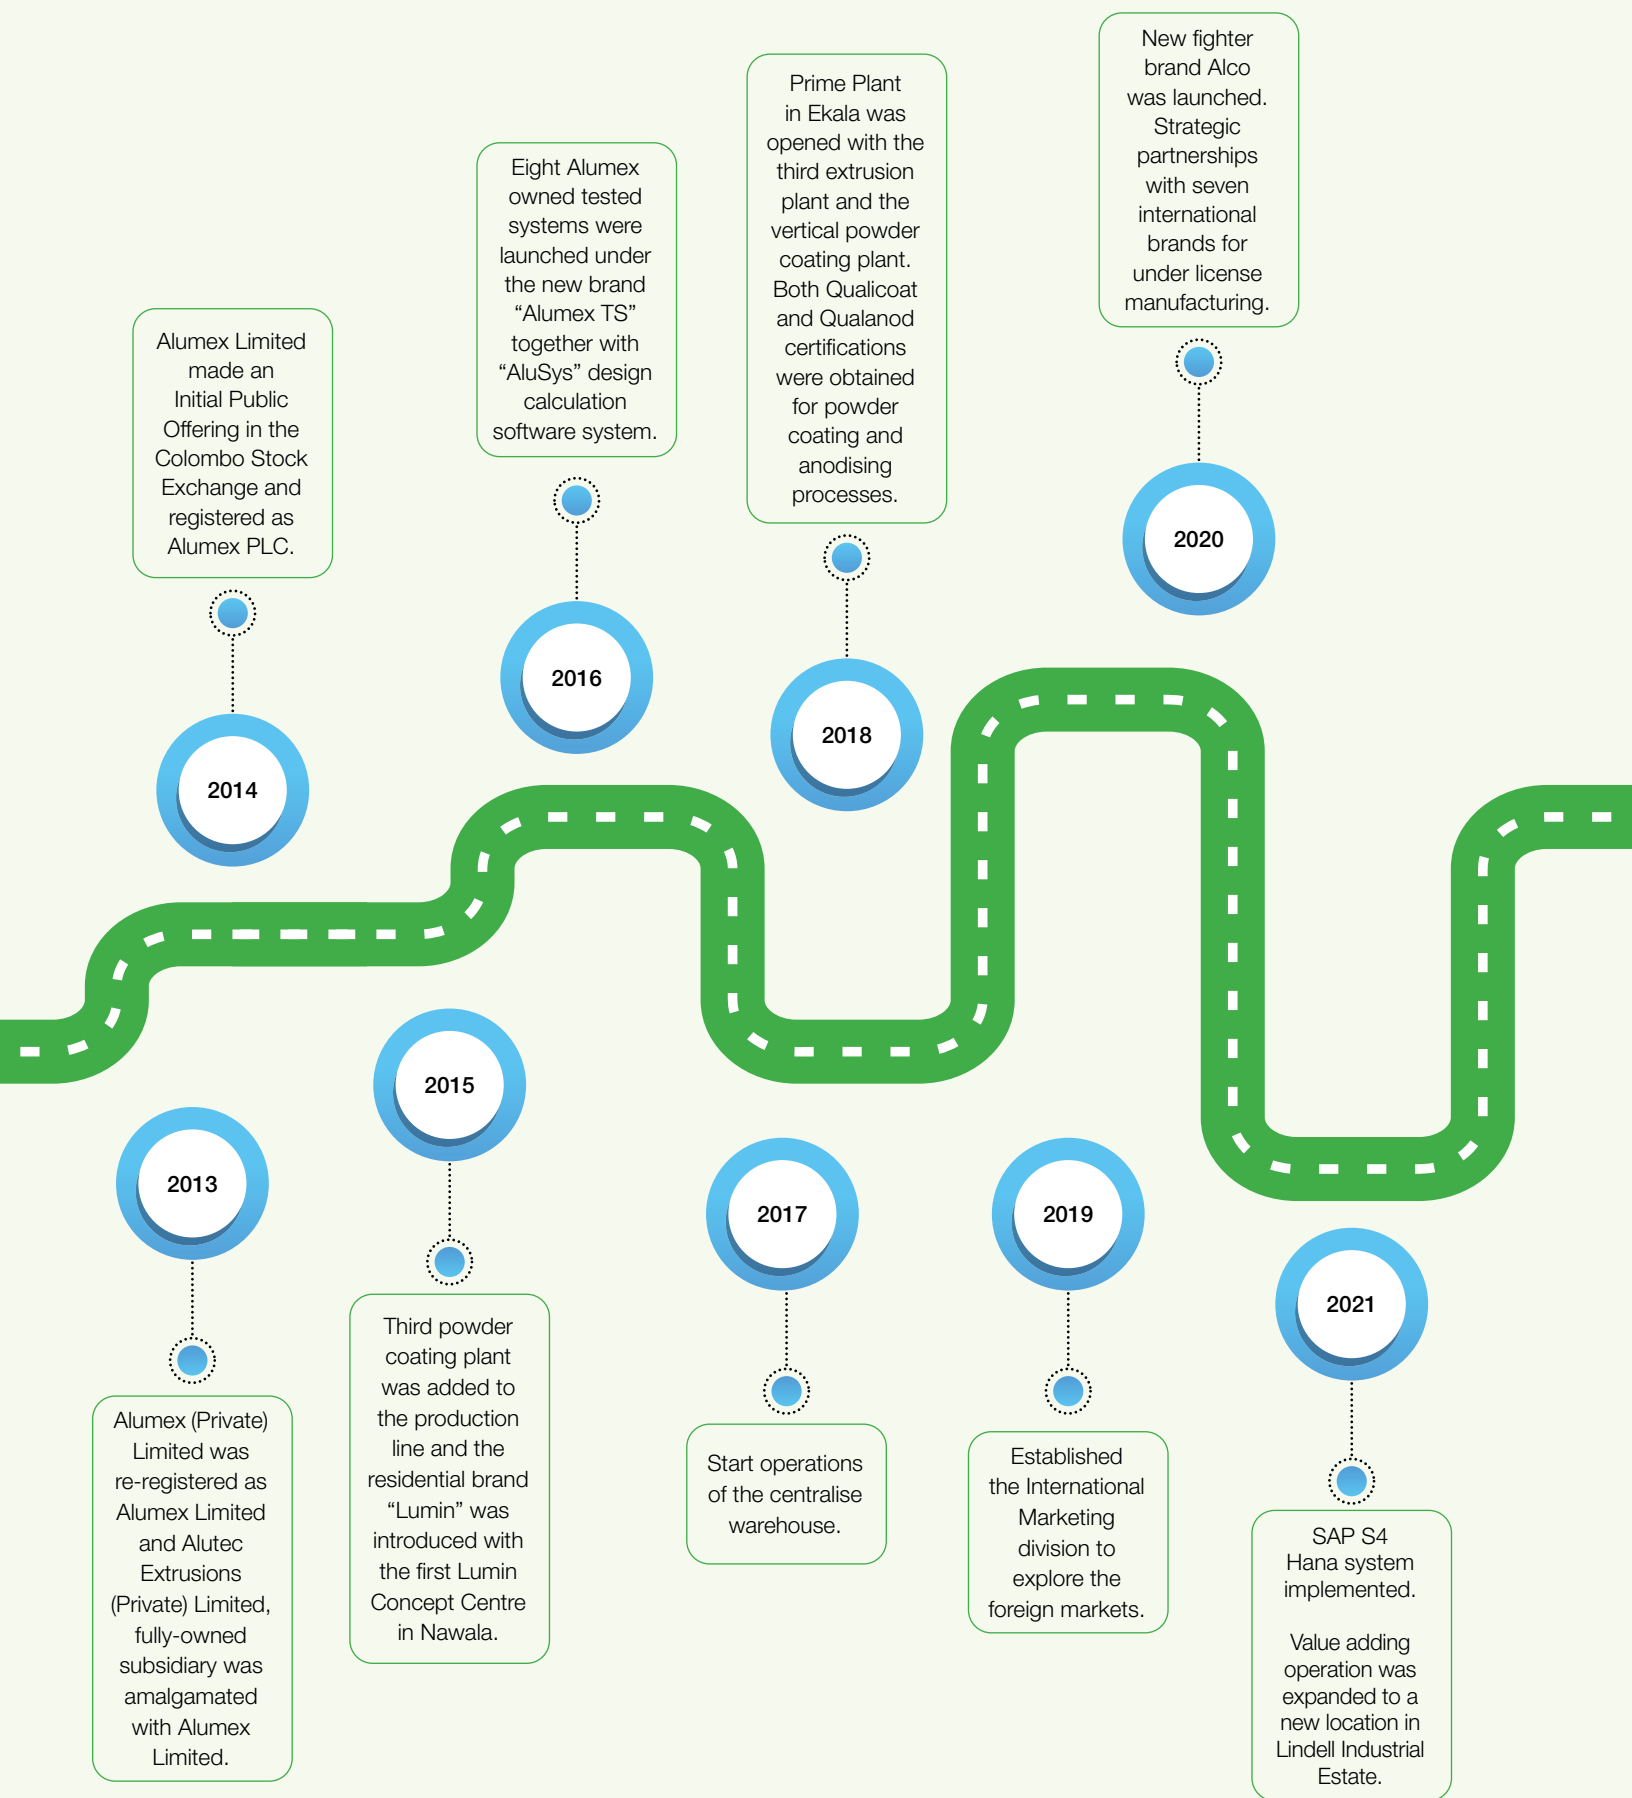 Alumex Limited
made an
Initial Public
Offering in the
Colombo Stock
Exchange and
registered as
Alumex PLC.
2014
Eight Alumex
owned tested
systems were
launched under
the new brand
“Alumex TS”
together with
“AluSys” design
calculation
software system.
2016
Prime Plant
in Ekala was
opened with the
third extrusion
plant and the
vertical powder
coating plant.
Both Qualicoat
and Qualanod
certifications
were obtained
for powder
coating and
anodising
processes.
2018
New fighter
brand Alco
was launched.
Strategic
partnerships
with seven
international
brands for
under license
manufacturing.
2020
2013
Alumex (Private)
Limited was
re-registered as
Alumex Limited
and Alutec
Extrusions
(Private) Limited,
fully-owned
subsidiary was
amalgamated
with Alumex
Limited.
2015
Third powder
coating plant
was added to
the production
line and the
residential brand
“Lumin” was
introduced with
the first Lumin
Concept Centre
in Nawala.
2017
Start operations
of the centralise
warehouse.
2019
Established
the International
Marketing
division to
explore the
foreign markets.
2021
SAP S4
Hana system
implemented.
Value adding
operation was
expanded to a
new location in
Lindell Industrial
Estate.